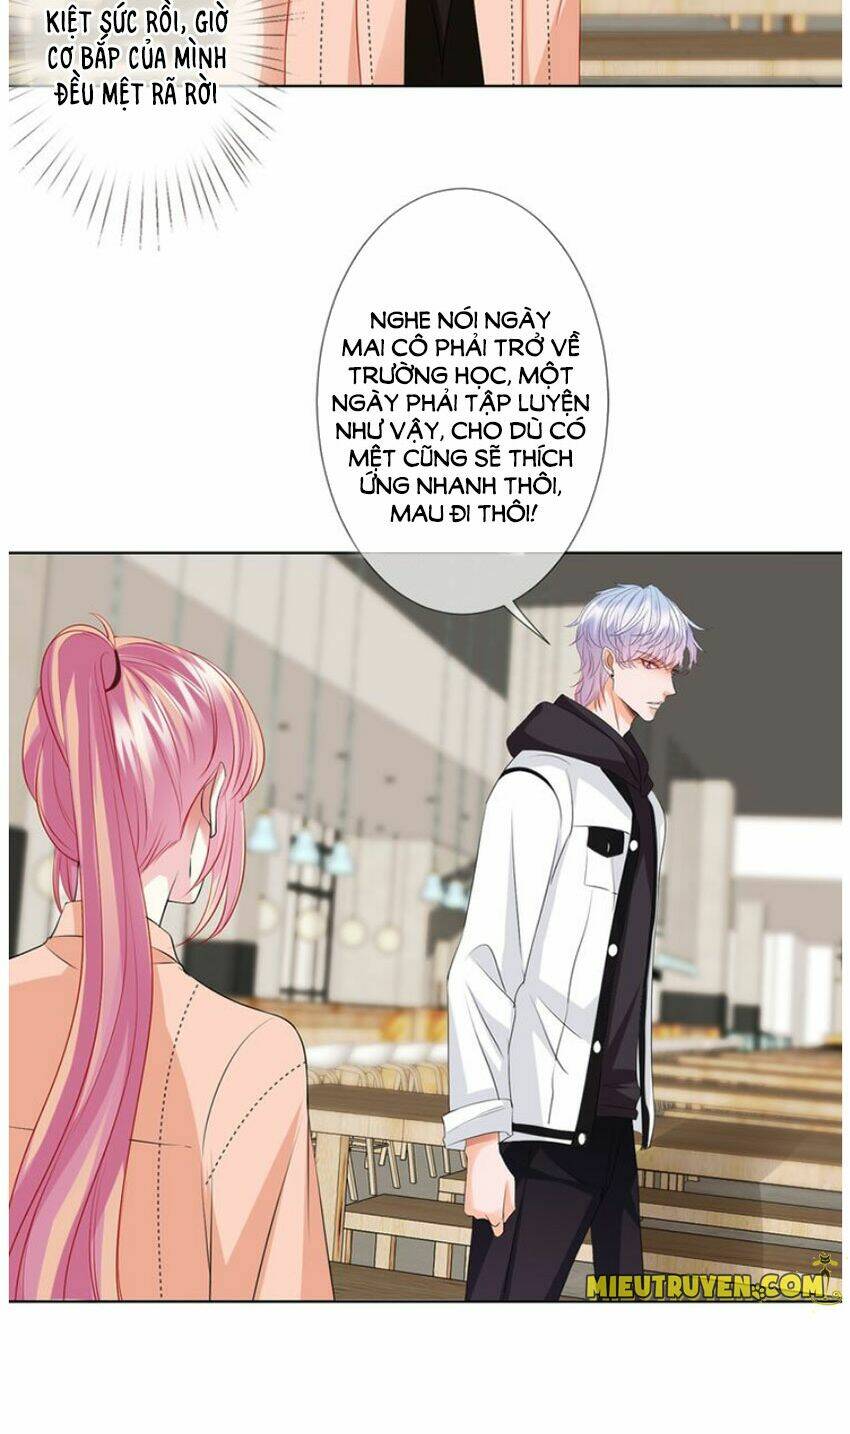 KIỆT SỨC RỒI, GIỜ
CƠ BẮP CỦA MÌNH
ĐỀU MỆT RÃ RỜI
NGHE NÓI NGÀY
MAI CÔ PHẢI TRỞ VỀ
TRƯỜNG HỌC, MỘT
NGÀY PHẢI TẬP LUYỆN
NHƯ VẬY, CHO DÙ CÓ
MỆT CŨNG SẼ THÍCH
ỨNG NHANH THÔI,
MAU ĐI THÔI!
MIEUTRUYEN.COM